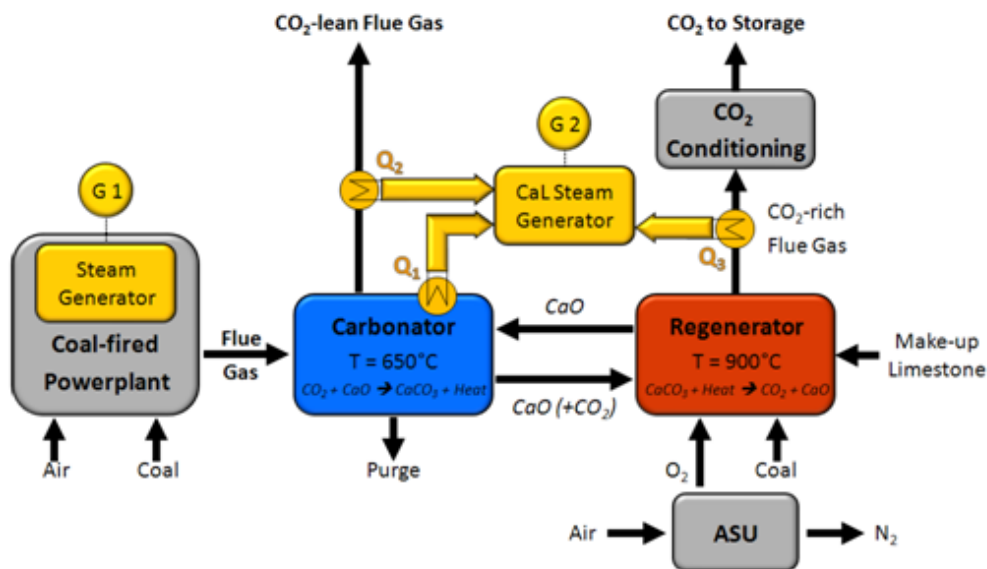 CO₂-lean Flue Gas
CO₂ to Storage
G 1
G 2
CO₂
Conditioning
Q₂
CaL Steam
Generator
CO₂-rich
Flue Gas
Q₁
Q₃
Steam
Generator
Coal-fired
Powerplant
Flue
Gas
Carbonator
T = 650°C
CO₂ + CaO → CaCO₃ + Heat
CaO
CaO (+CO₂)
Regenerator
T = 900°C
CaCO₃ + Heat → CO₂ + CaO
Make-up
Limestone
Air
Coal
Purge
O₂
Coal
Air
ASU
N₂